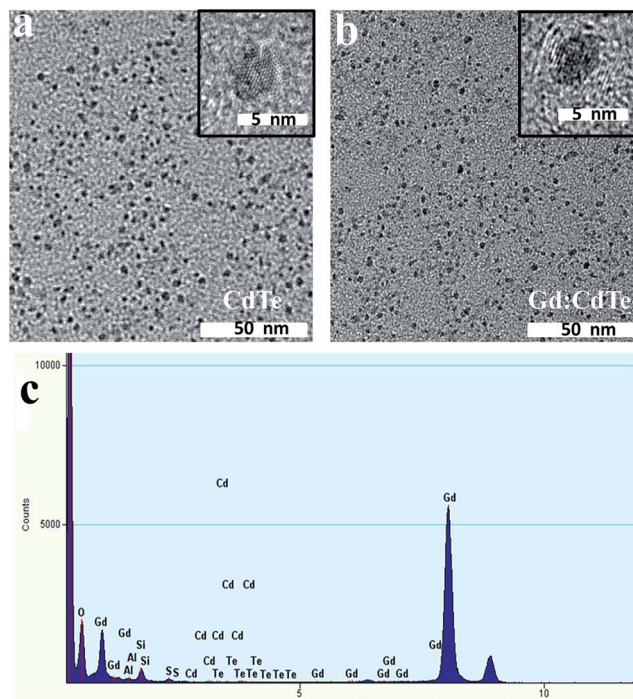 a
5 nm
CdTe
50 nm
b
5 nm
Gd:CdTe
50 nm
c
10000
Cd
Counts
5000
Gd
Cd Cd
O
Gd
Gd
Cd Cd Cd
Si
Gd
Al Si
Cd Te Te
Gd
Gd
Al
S S
Cd
Te
Te Te
Te Te Te
Gd
Gd
Gd Gd
5
10